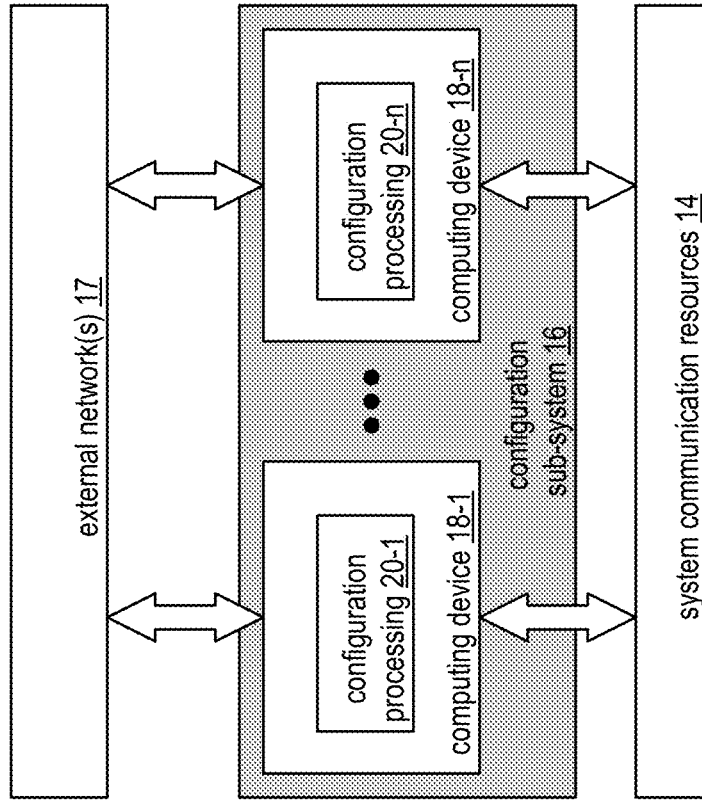 external network(s) 17
configuration
processing 20-1
computing device 18-1
configuration
processing 20-n
computing device 18-n
configuration
sub-system 16
system communication resources 14